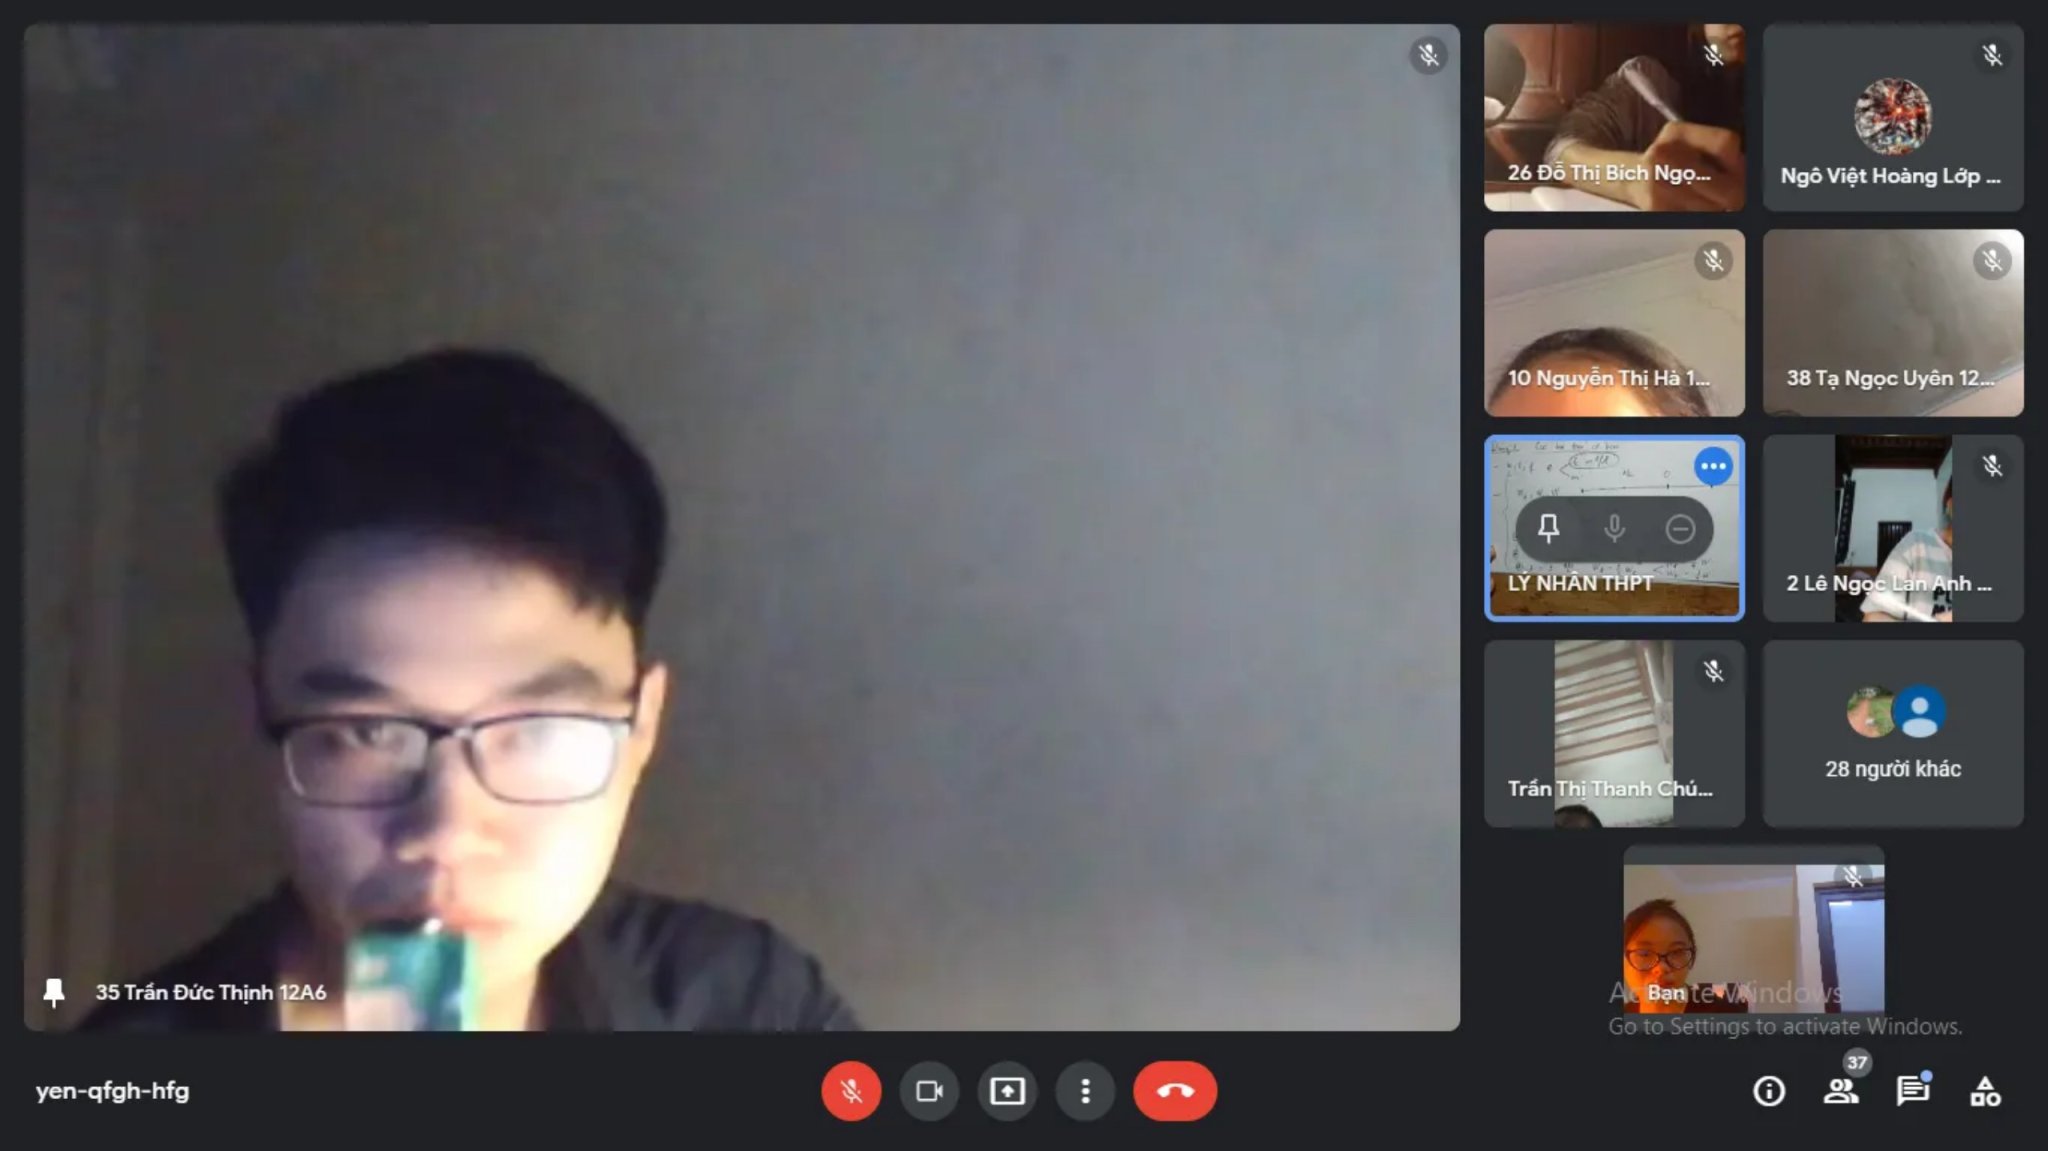 26 Đỗ Thị Bích Ngọ...
Ngô Việt Hoàng Lớp ...
10 Nguyễn Thị Hà 1...
38 Tạ Ngọc Uyên 12...
LÝ NHÂN THPT
2 Lê Ngọc Lan Anh ...
Trần Thị Thanh Chú...
28 người khác
35 Trần Đức Thịnh 12A6
Bạn
Activate Windows
Go to Settings to activate Windows.
yen-qfgh-hfg
37